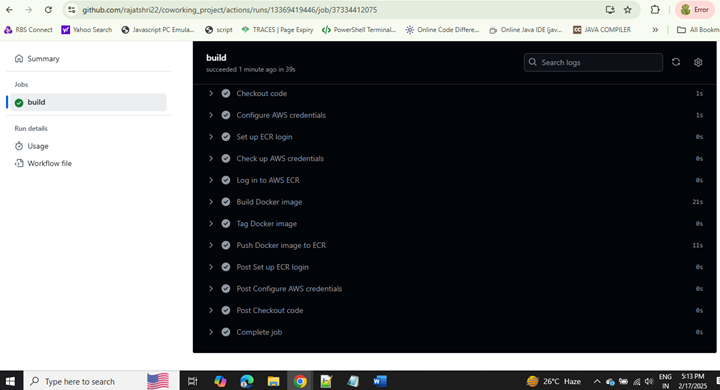 github.com/rajatshri22/coworking_project/actions/runs/13369419446/job/37334412075
Error
RBS Connect
Yahoo Search
Javascript PC Emula...
script
TRACES | Page Expiry
PowerShell Terminal...
Online Code Differe...
Online Java IDE (jav...
JAVA COMPILER
»
All Bookm
Summary
Jobs
build
Run details
Usage
Workflow file
build
succeeded 1 minute ago in 39s
Search logs
Checkout code 1s
Configure AWS credentials 1s
Set up ECR login 0s
Check up AWS credentials 0s
Log in to AWS ECR 0s
Build Docker image 21s
Tag Docker image 0s
Push Docker image to ECR 11s
Post Set up ECR login 0s
Post Configure AWS credentials 0s
Post Checkout code 0s
Complete job 0s
Type here to search
26°C Haze
ENG
IN
5:13 PM
2/17/2025